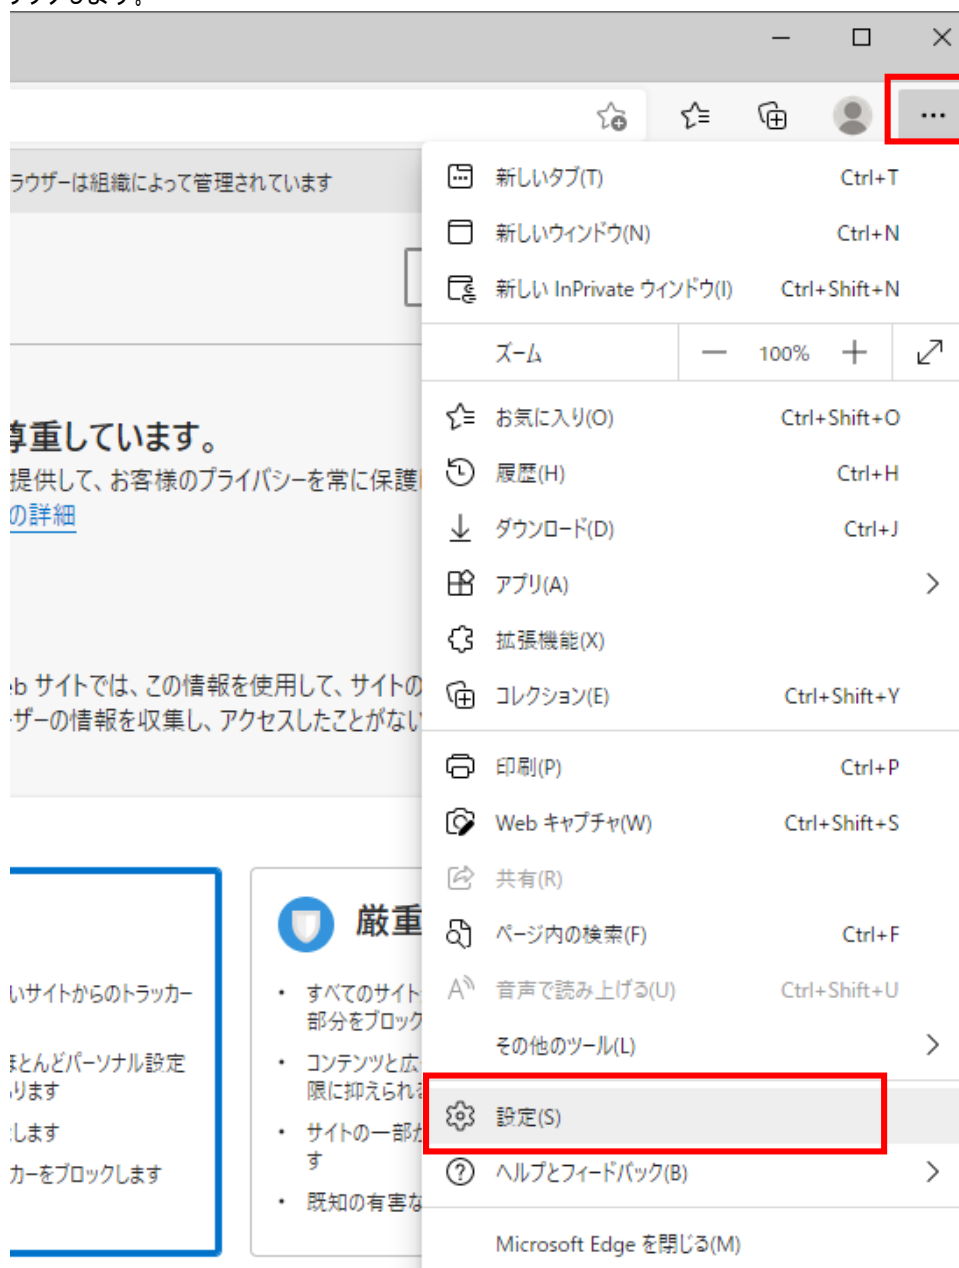 ックします。
ラウザーは組織によって管理されています
新しいタブ(T) Ctrl+T
新しいウィンドウ(N) Ctrl+N
新しい InPrivate ウィンドウ(I) Ctrl+Shift+N
ズーム 100%
お気に入り(O) Ctrl+Shift+O
尊重しています。
履歴(H) Ctrl+H
提供して、お客様のプライバシーを常に保護
の詳細
ダウンロード(D) Ctrl+J
アプリ(A)
拡張機能(X)
コレクション(E) Ctrl+Shift+Y
eb サイトでは、この情報を使用して、サイトの
ーザーの情報を収集し、アクセスしたことがない
印刷(P) Ctrl+P
Web キャプチャ(W) Ctrl+Shift+S
共有(R)
ページ内の検索(F) Ctrl+F
音声で読み上げる(U) Ctrl+Shift+U
その他のツール(L)
設定(S)
ヘルプとフィードバック(B)
Microsoft Edge を閉じる(M)
いサイトからのトラッカー
ほとんどパーソナル設定
ります
します
カーをブロックします
厳重
・ すべてのサイト
部分をブロック
・ コンテンツと広
限に抑えられ
・ サイトの一部が
す
・ 既知の有害な